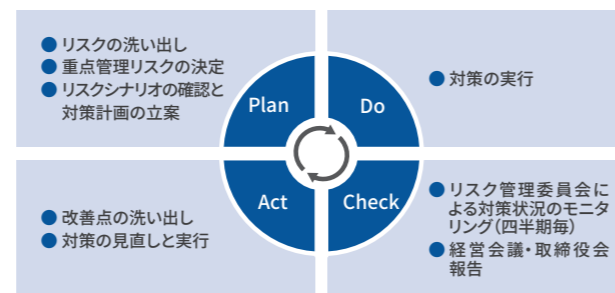 ● リスクの洗い出し
● 重点管理リスクの決定
● リスクシナリオの確認と
対策計画の立案
Plan
Do
● 対策の実行
Act
Check
● 改善点の洗い出し
● 対策の見直しと実行
● リスク管理委員会に
よる対策状況のモニタ
リング(四半期毎)
● 経営会議・取締役会
報告